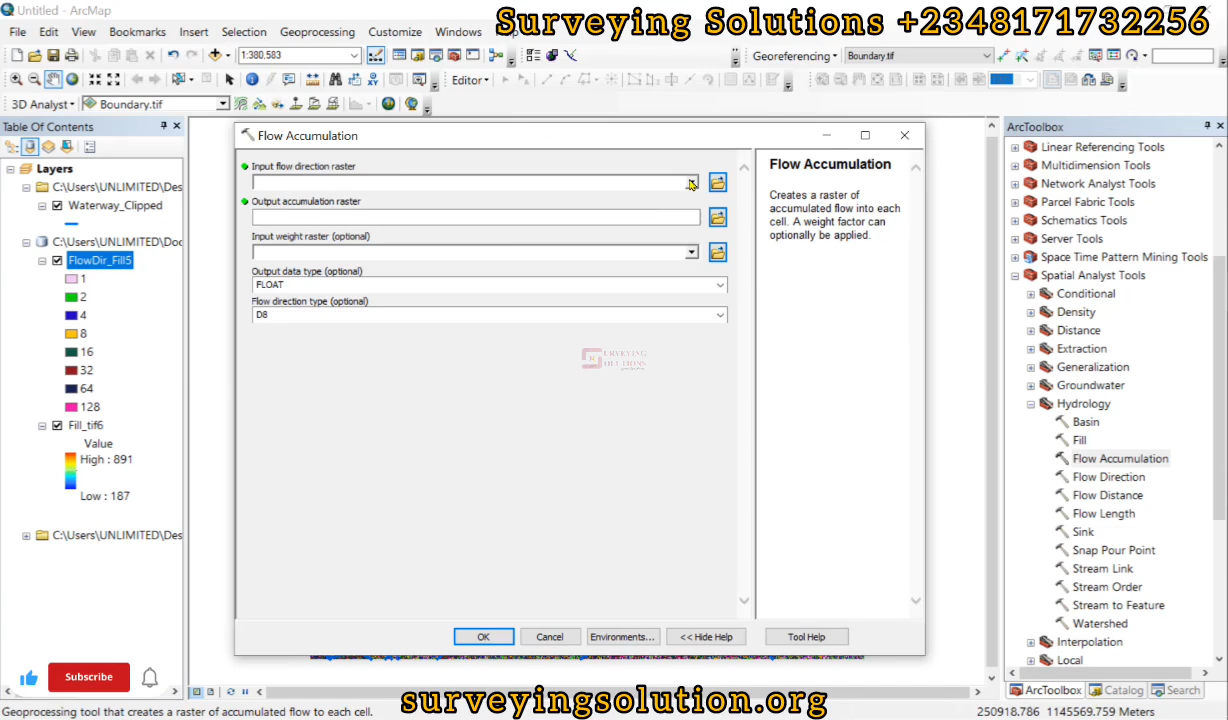 Untitled - ArcMap
Surveying Solutions +2348171732256
File Edit View Bookmarks Insert Selection Geoprocessing Customize Windows
1:380,583
Georeferencing
Boundary.tif
Editor
3D Analyst
Boundary.tif
Table Of Contents
Layers
C:\Users\UNLIMITED\Des
Waterway_Clipped
C:\Users\UNLIMITED\Doc
FlowDir_Fill5
1
2
4
8
16
32
64
128
Fill_tif6
Value
High : 891
Low : 187
C:\Users\UNLIMITED\Des
Flow Accumulation
Input flow direction raster
Output accumulation raster
Input weight raster (optional)
Output data type (optional)
FLOAT
Flow direction type (optional)
D8
SURVEYING
SOLUTIONS
OK
Cancel
Environments...
<< Hide Help
Tool Help
Flow Accumulation
Creates a raster of
accumulated flow into each
cell. A weight factor can
optionally be applied.
ArcToolbox
Linear Referencing Tools
Multidimension Tools
Network Analyst Tools
Parcel Fabric Tools
Schematics Tools
Server Tools
Space Time Pattern Mining Tools
Spatial Analyst Tools
Conditional
Density
Distance
Extraction
Generalization
Groundwater
Hydrology
Basin
Fill
Flow Accumulation
Flow Direction
Flow Distance
Flow Length
Sink
Snap Pour Point
Stream Link
Stream Order
Stream to Feature
Watershed
Interpolation
Local
ArcToolbox
Catalog
Search
Subscribe
surveyingsolution.org
Geoprocessing tool that creates a raster of accumulated flow to each cell.
250918.786 1145569.759 Meters